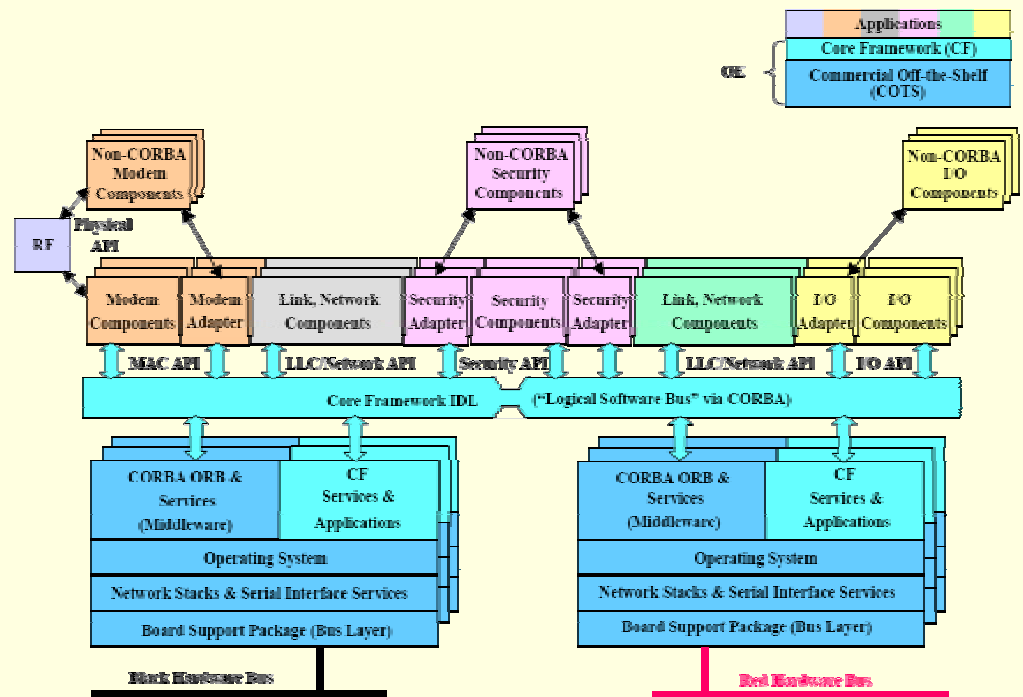 Applications
Core Framework (CF)
OE
Commercial Off-the-Shelf
(COTS)
Non-CORBA
Modem
Components
Non-CORBA
Security
Components
Non-CORBA
I/O
Components
RF
Physical
API
Modem
Components
Modem
Adapter
Link, Network
Components
Security
Adapter
Security
Components
Security
Adapter
Link, Network
Components
I/O
Adapter
I/O
Components
MAC API
LLC/Network API
Security API
LLC/Network API
I/O API
Core Framework IDL
("Logical Software Bus" via CORBA)
CORBA ORB &
Services
(Middleware)
CF
Services &
Applications
Operating System
Network Stacks & Serial Interface Services
Board Support Package (Bus Layer)
CORBA ORB &
Services
(Middleware)
CF
Services &
Applications
Operating System
Network Stacks & Serial Interface Services
Board Support Package (Bus Layer)
Black Hardware Bus
Red Hardware Bus